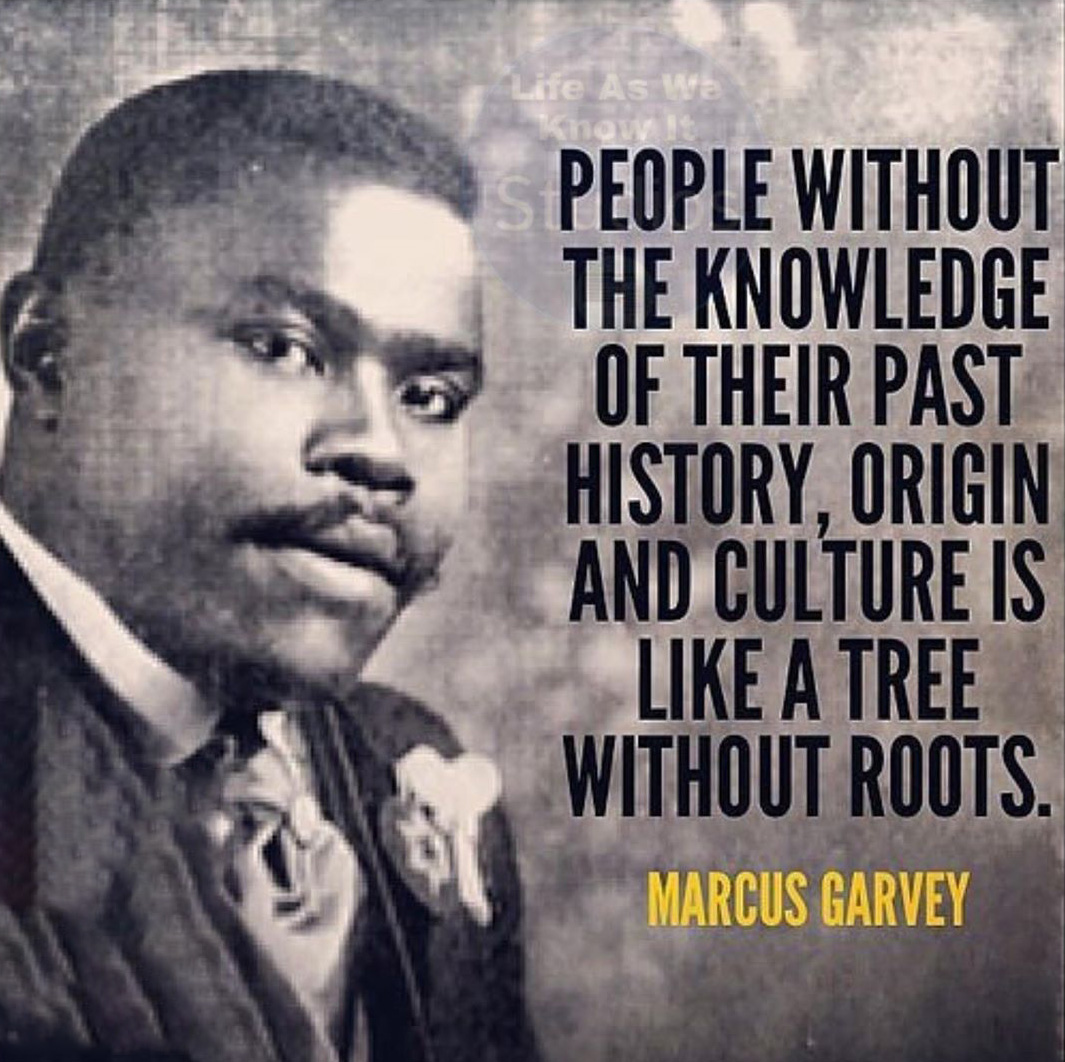 Life As We
Know It
PEOPLE WITHOUT
THE KNOWLEDGE
OF THEIR PAST
HISTORY, ORIGIN
AND CULTURE IS
LIKE A TREE
WITHOUT ROOTS.
MARCUS GARVEY